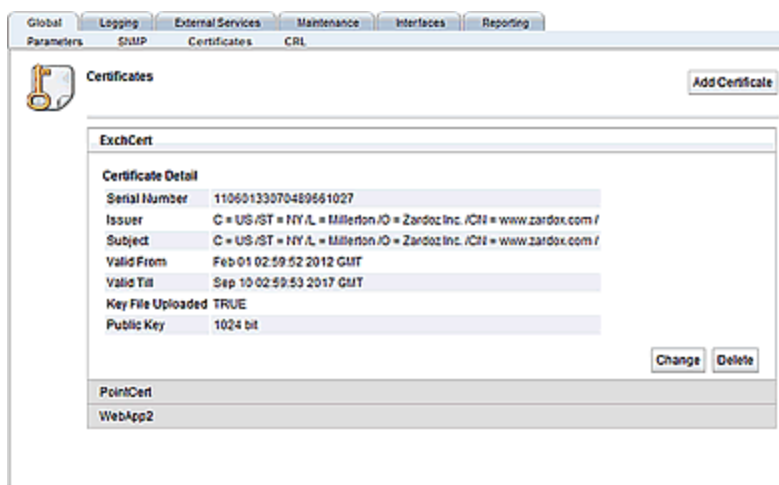 Global Logging External Services Maintenance Interfaces Reporting
Parameters SNMP Certificates CRL
Certificates
Add Certificate
ExchCert
Certificate Detail
Serial Number 11060133070489661027
Issuer C = US /ST = NY /L = Millerton /O = Zardoz Inc. /CN = www.zardox.com /
Subject C = US /ST = NY /L = Millerton /O = Zardoz Inc. /CN = www.zardox.com /
Valid From Feb 01 02:59:52 2012 GMT
Valid Till Sep 10 02:59:53 2017 GMT
Key File Uploaded TRUE
Public Key 1024 bit
Change Delete
PointCert
WebApp2